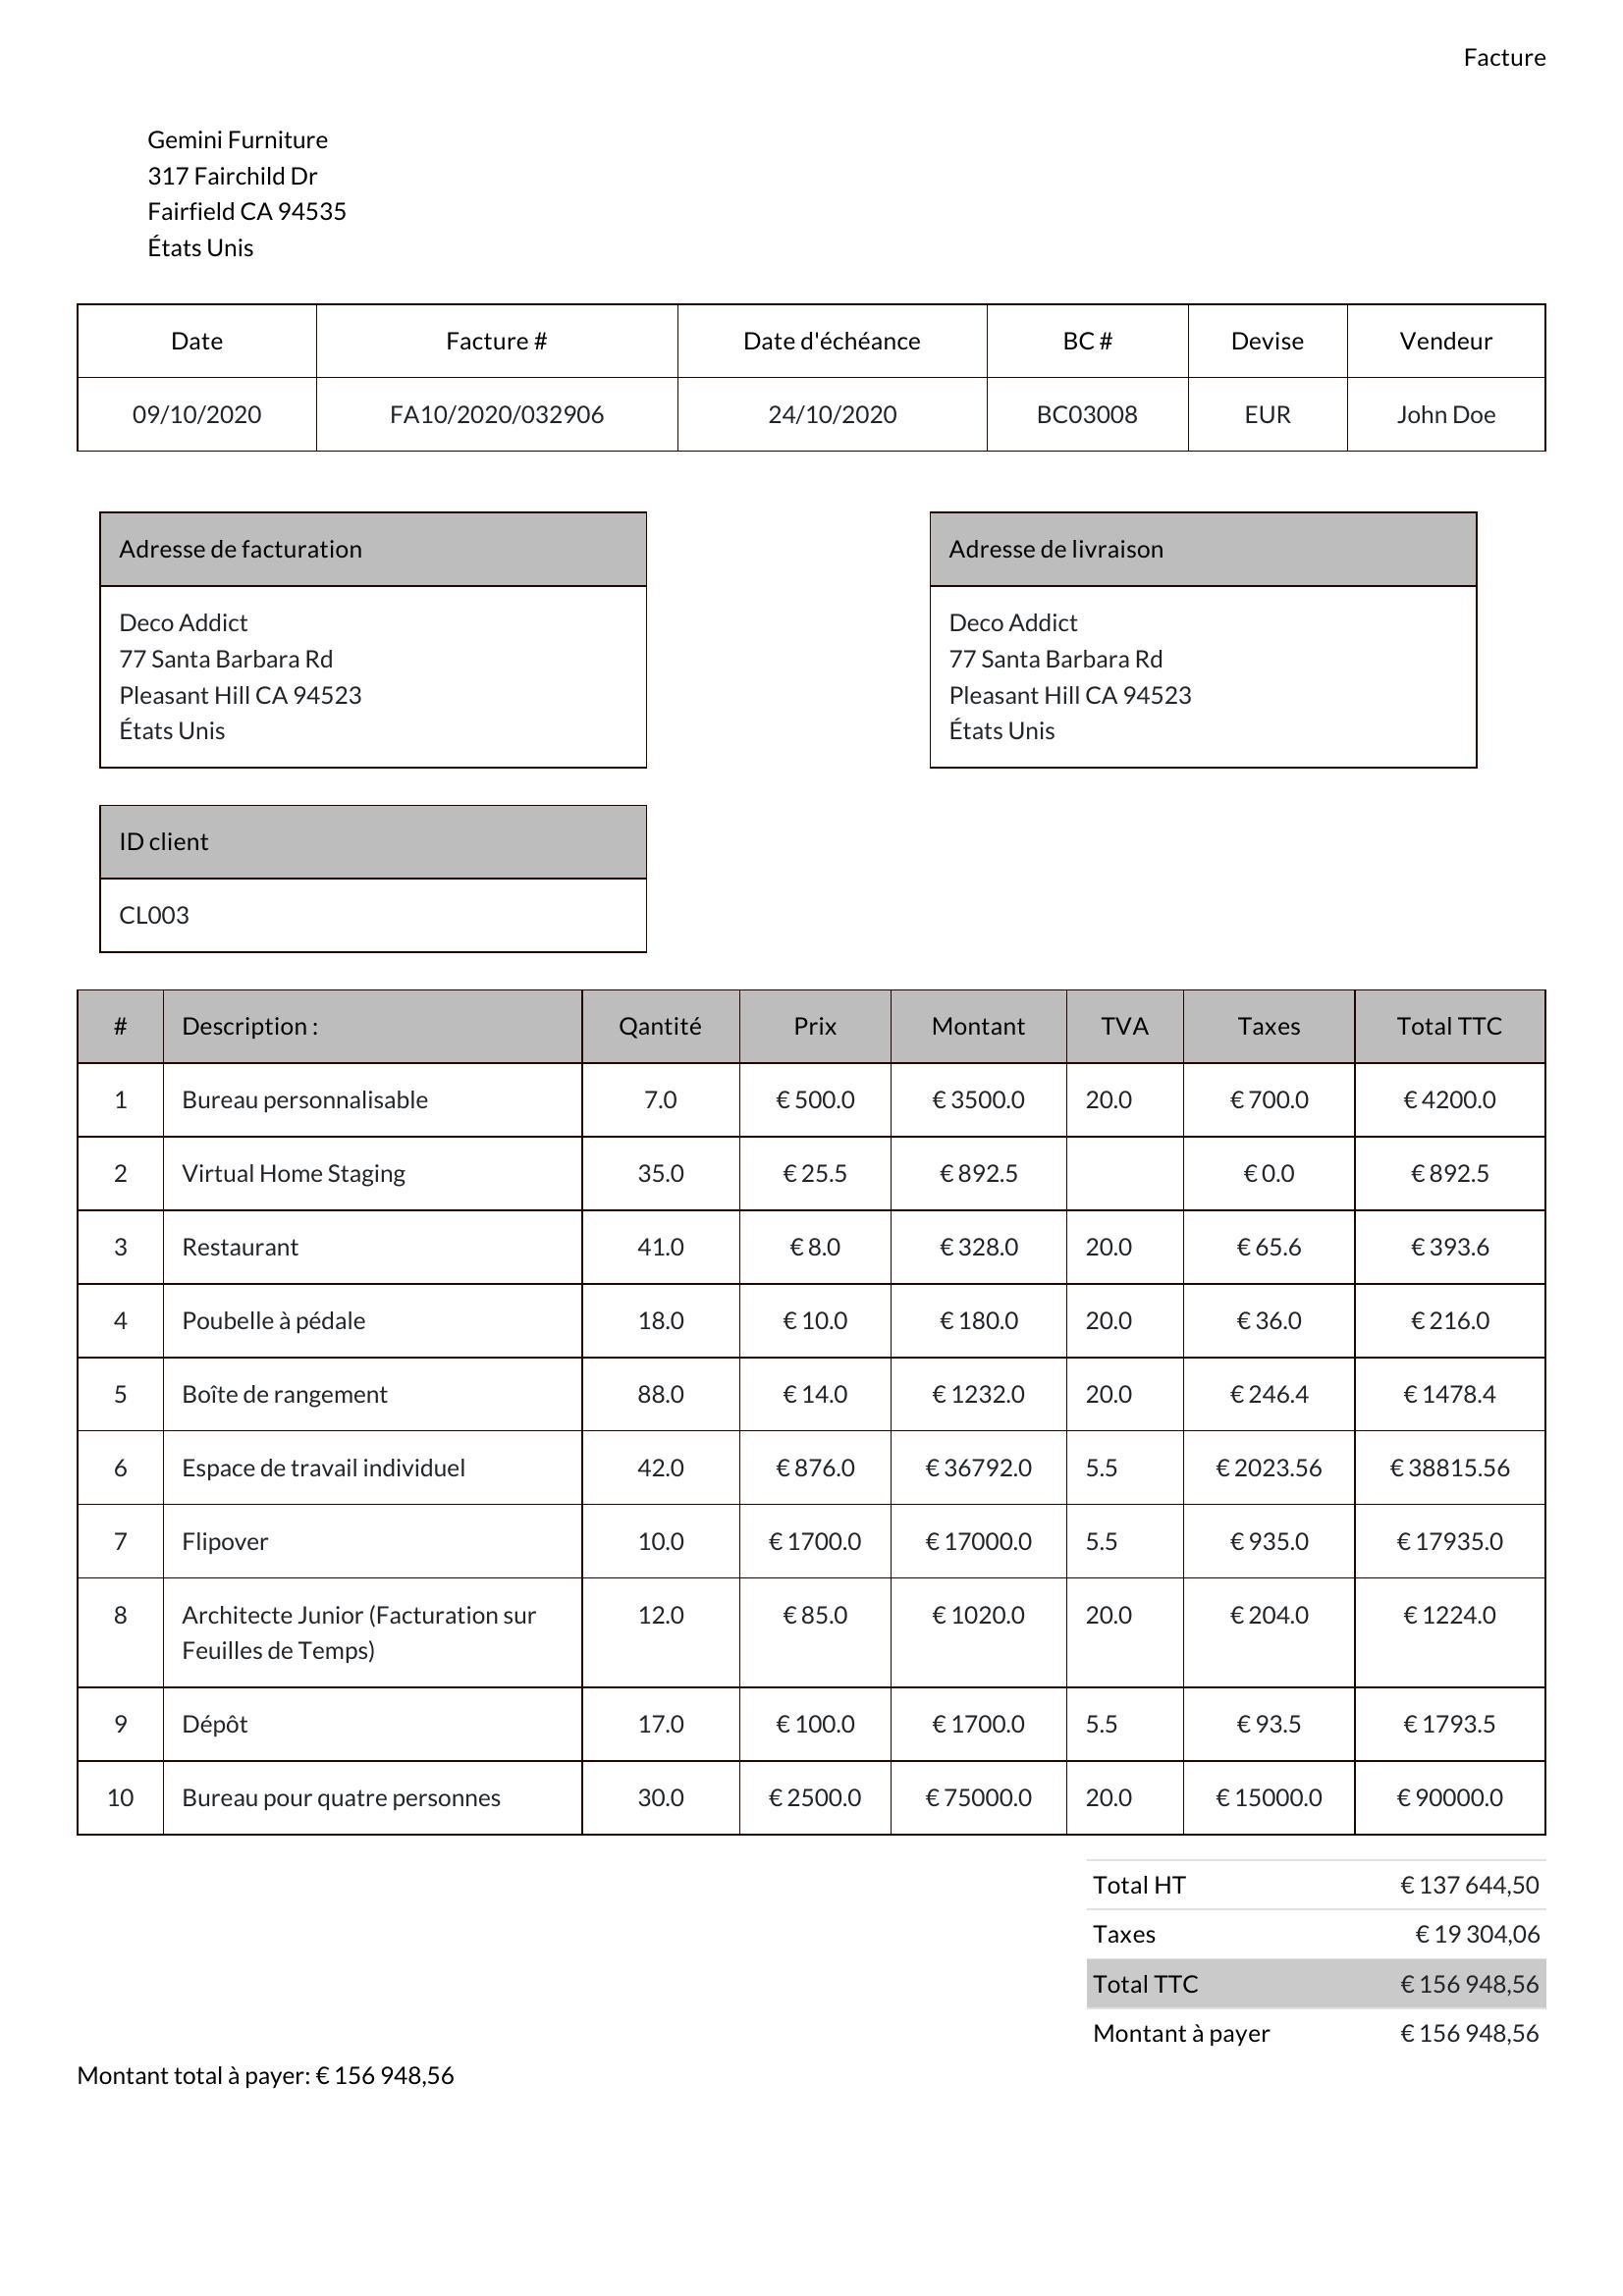 Facture
Gemini Furniture
317 Fairchild Dr
Fairfield CA 94535
États Unis
Date Facture # Date d'échéance BC # Devise Vendeur
09/10/2020 FA10/2020/032906 24/10/2020 BC03008 EUR John Doe
Adresse de facturation
Deco Addict
77 Santa Barbara Rd
Pleasant Hill CA 94523
États Unis
Adresse de livraison
Deco Addict
77 Santa Barbara Rd
Pleasant Hill CA 94523
États Unis
ID client
CL003
# Description : Qantité Prix Montant TVA Taxes Total TTC
1 Bureau personnalisable 7.0 € 500.0 € 3500.0 20.0 € 700.0 € 4200.0
2 Virtual Home Staging 35.0 € 25.5 € 892.5 € 0.0 € 892.5
3 Restaurant 41.0 € 8.0 € 328.0 20.0 € 65.6 € 393.6
4 Poubelle à pédale 18.0 € 10.0 € 180.0 20.0 € 36.0 € 216.0
5 Boîte de rangement 88.0 € 14.0 € 1232.0 20.0 € 246.4 € 1478.4
6 Espace de travail individuel 42.0 € 876.0 € 36792.0 5.5 € 2023.56 € 38815.56
7 Flipover 10.0 € 1700.0 € 17000.0 5.5 € 935.0 € 17935.0
8 Architecte Junior (Facturation sur 12.0 € 85.0 € 1020.0 20.0 € 204.0 € 1224.0
Feuilles de Temps)
9 Dépôt 17.0 € 100.0 € 1700.0 5.5 € 93.5 € 1793.5
10 Bureau pour quatre personnes 30.0 € 2500.0 € 75000.0 20.0 € 15000.0 € 90000.0
Total HT € 137 644,50
Taxes € 19 304,06
Total TTC € 156 948,56
Montant à payer € 156 948,56
Montant total à payer: € 156 948,56